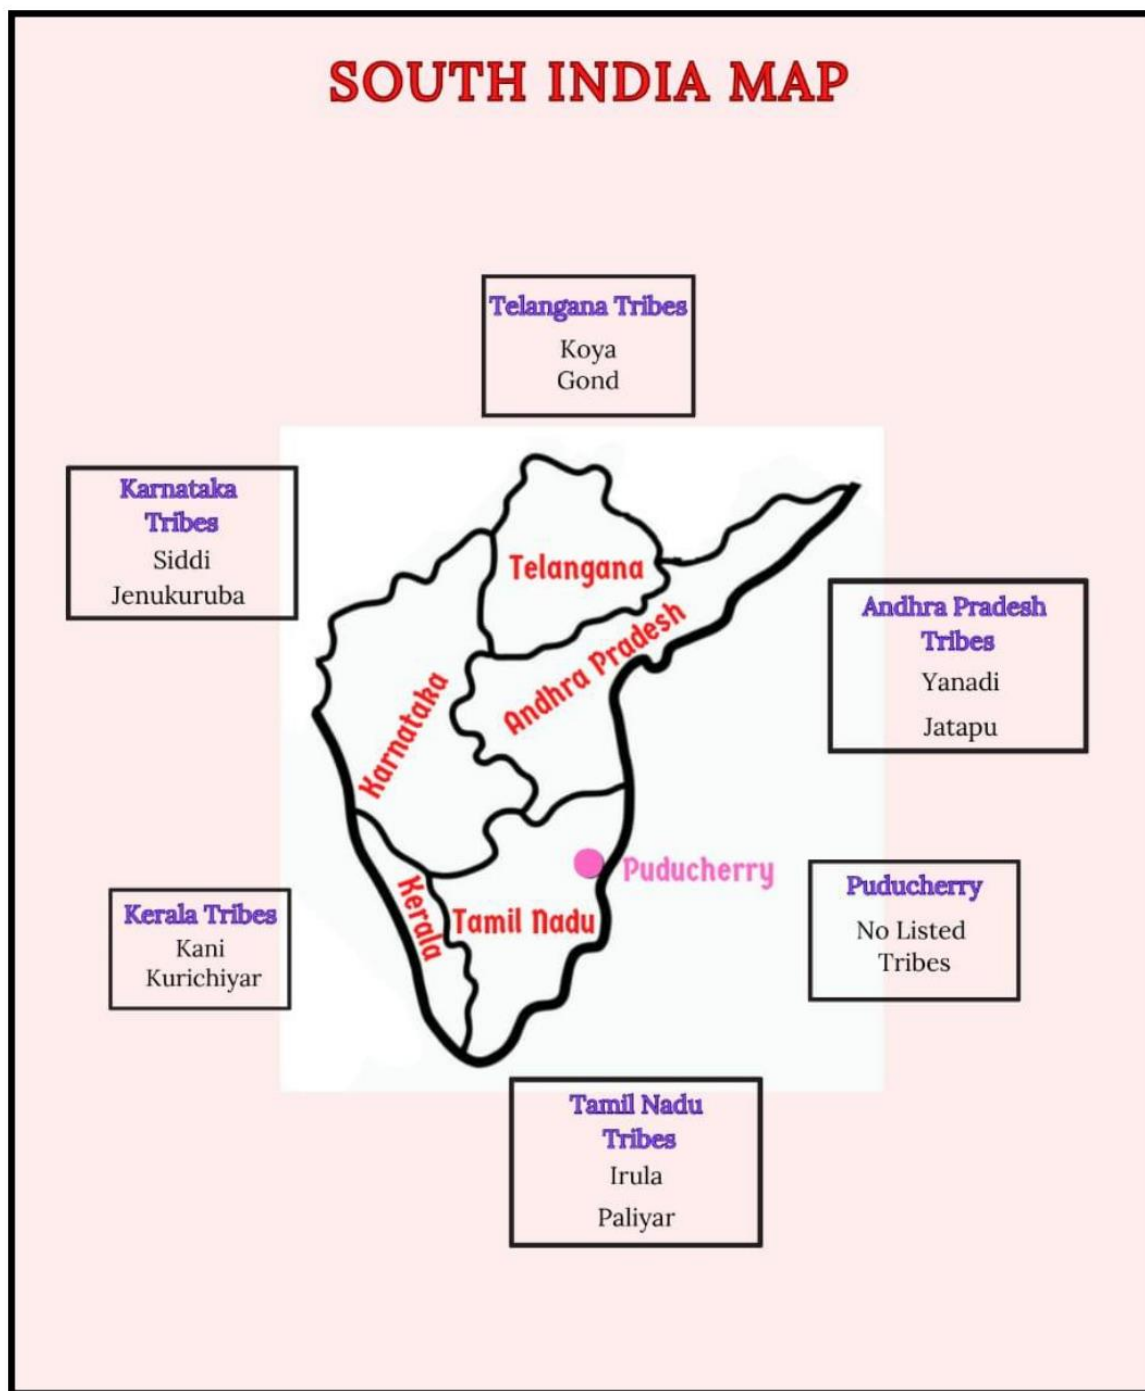 SOUTH INDIA MAP
Telangana Tribes
Koya
Gond
Karnataka
Tribes
Siddi
Jenukuruba
Telangana
Andhra Pradesh
Karnataka
Andhra Pradesh
Tribes
Yanadi
Jatapu
Puducherry
Kerala
Tamil Nadu
Puducherry
No Listed
Tribes
Kerala Tribes
Kani
Kurichiyar
Tamil Nadu
Tribes
Irula
Paliyar